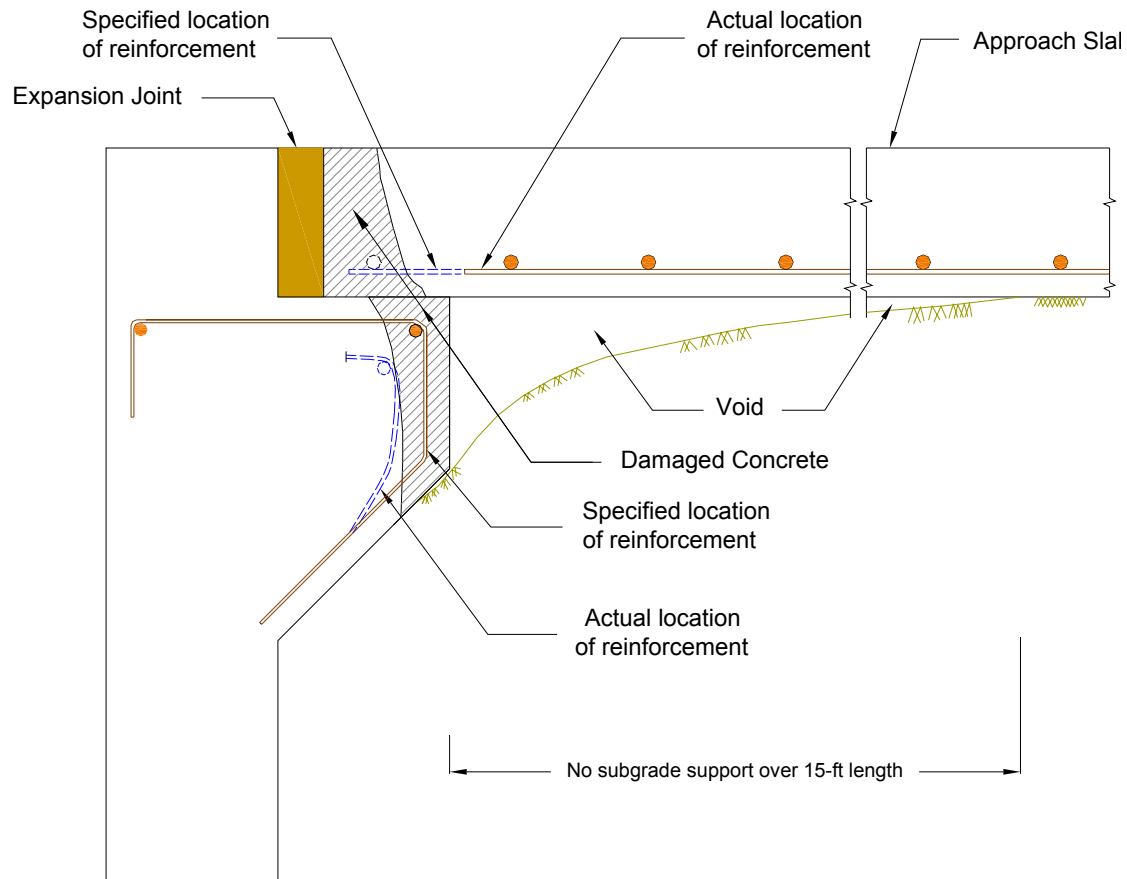 Specified location
of reinforcement
Actual location
of reinforcement
Approach Slal
Expansion Joint
Void
Damaged Concrete
Specified location
of reinforcement
Actual location
of reinforcement
No subgrade support over 15-ft length